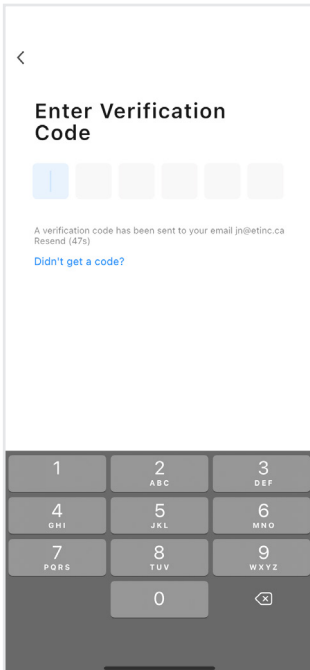 Enter Verification
Code
A verification code has been sent to your email jn@etinc.ca
Resend (47s)
Didn't get a code?
1 2 3
ABC DEF
4 5 6
GHI JKL MNO
7 8 9
PQRS TUV WXYZ
0